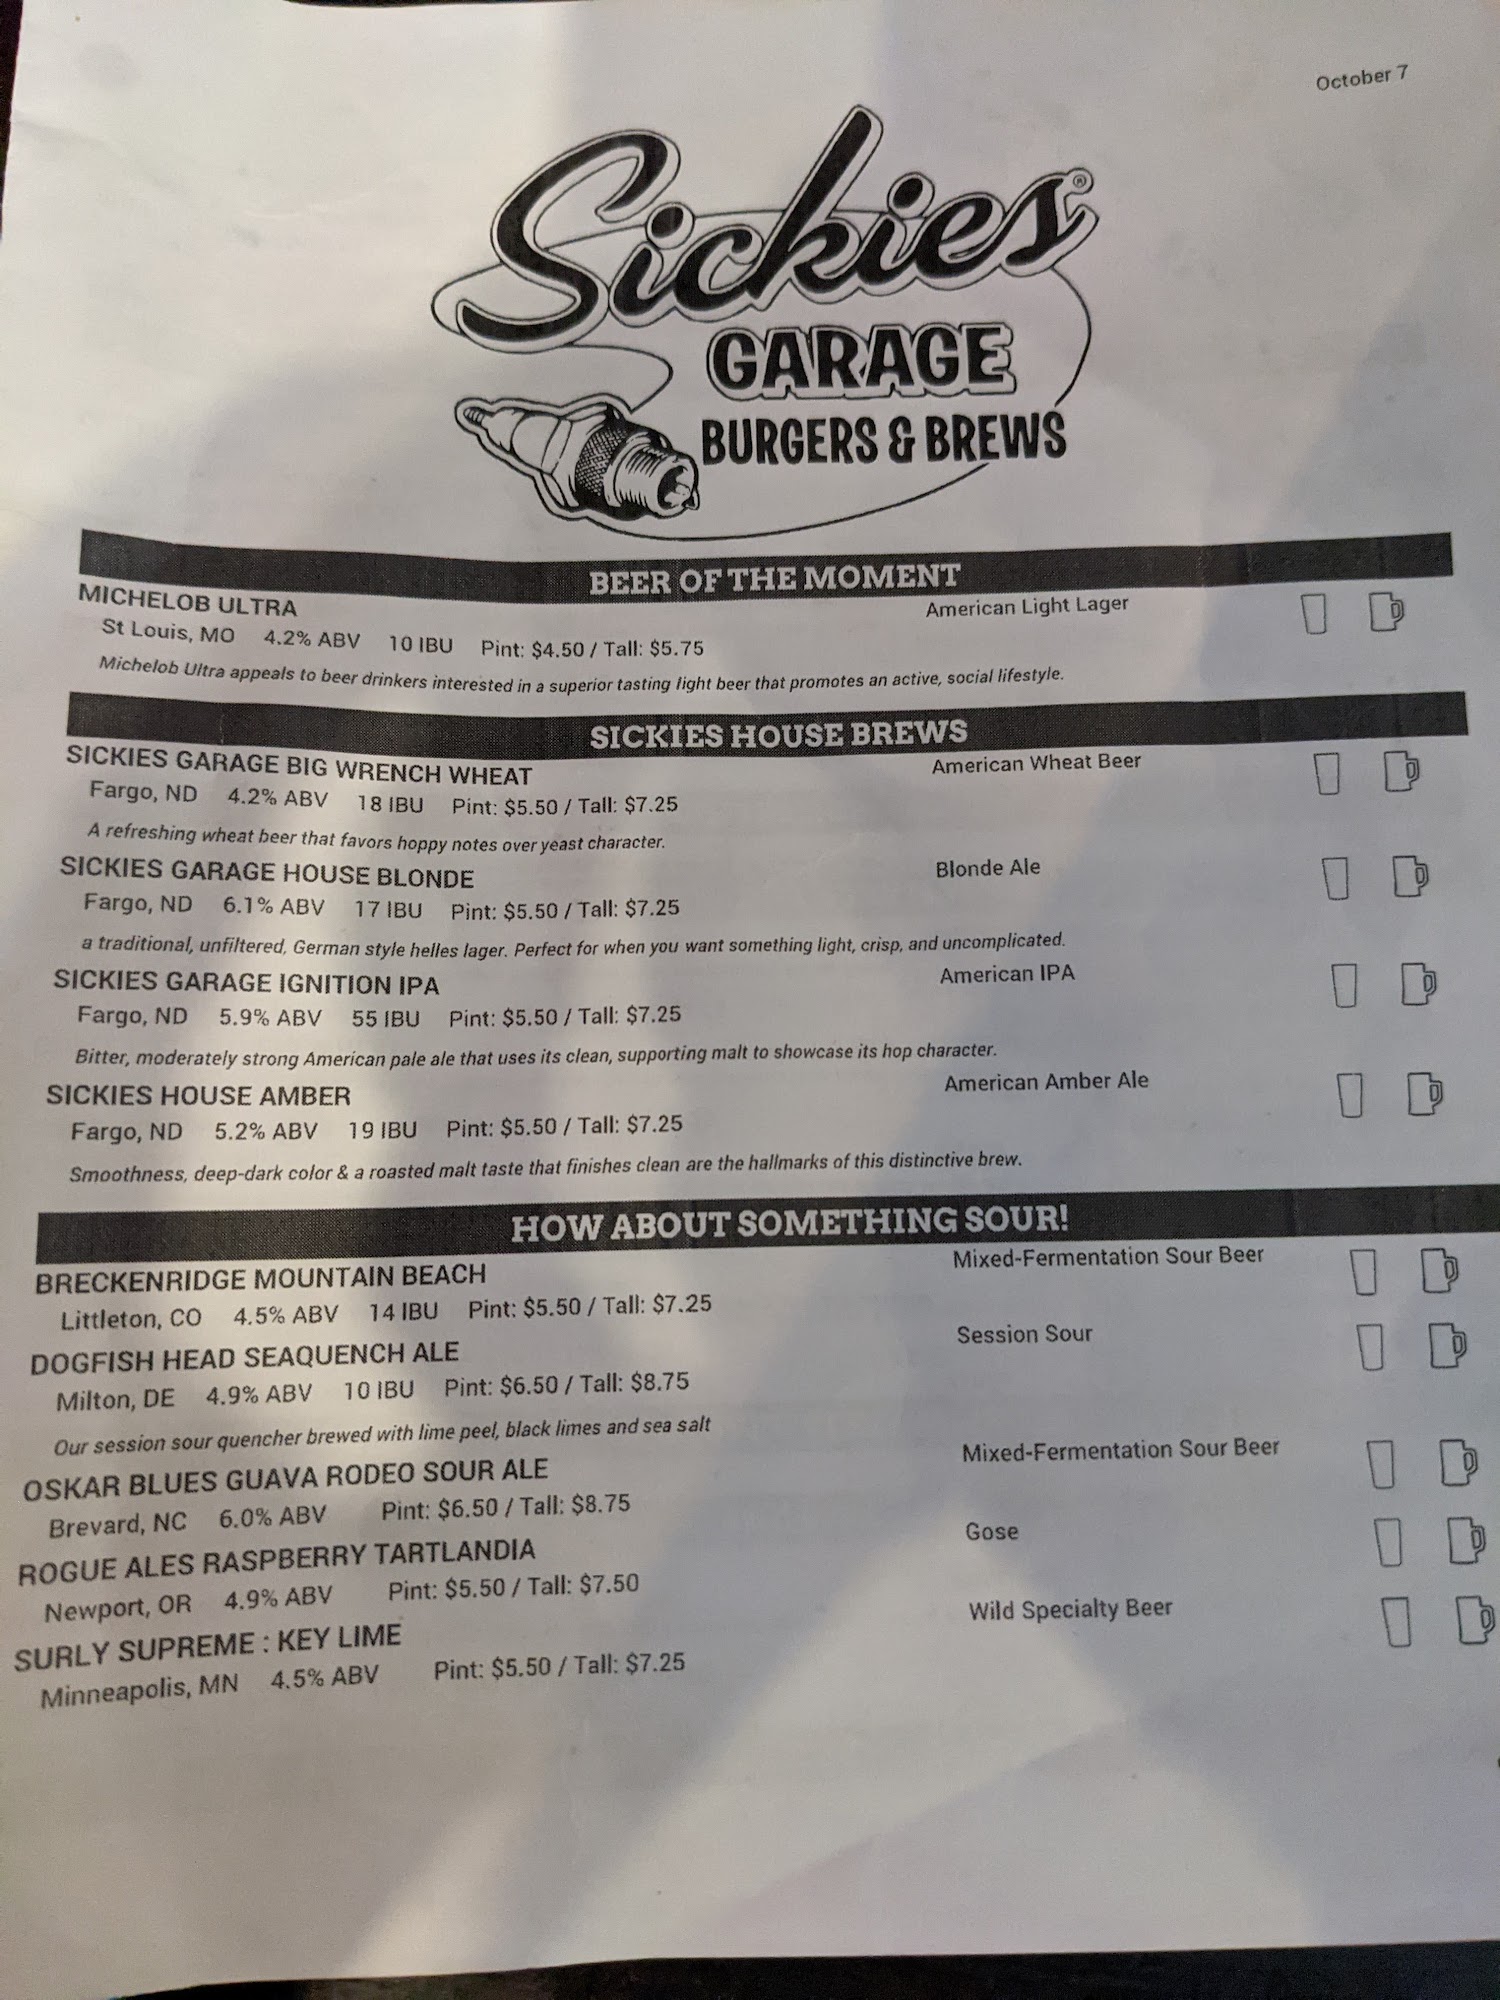 October 7
Sickies®
GARAGE
BURGERS & BREWS
BEER OF THE MOMENT
MICHELOB ULTRA American Light Lager
St Louis, MO 4.2% ABV 10 IBU Pint: $4.50 / Tall: $5.75
Michelob Ultra appeals to beer drinkers interested in a superior tasting light beer that promotes an active, social lifestyle.
SICKIES HOUSE BREWS
SICKIES GARAGE BIG WRENCH WHEAT American Wheat Beer
Fargo, ND 4.2% ABV 18 IBU Pint: $5.50 / Tall: $7.25
A refreshing wheat beer that favors hoppy notes over yeast character.
SICKIES GARAGE HOUSE BLONDE Blonde Ale
Fargo, ND 6.1% ABV 17 IBU Pint: $5.50 / Tall: $7.25
a traditional, unfiltered, German style helles lager. Perfect for when you want something light, crisp, and uncomplicated.
SICKIES GARAGE IGNITION IPA American IPA
Fargo, ND 5.9% ABV 55 IBU Pint: $5.50 / Tall: $7.25
Bitter, moderately strong American pale ale that uses its clean, supporting malt to showcase its hop character.
SICKIES HOUSE AMBER American Amber Ale
Fargo, ND 5.2% ABV 19 IBU Pint: $5.50 / Tall: $7.25
Smoothness, deep-dark color & a roasted malt taste that finishes clean are the hallmarks of this distinctive brew.
HOW ABOUT SOMETHING SOUR!
BRECKENRIDGE MOUNTAIN BEACH Mixed-Fermentation Sour Beer
Littleton, CO 4.5% ABV 14 IBU Pint: $5.50 / Tall: $7.25
DOGFISH HEAD SEAQUENCH ALE Session Sour
Milton, DE 4.9% ABV 10 IBU Pint: $6.50 / Tall: $8.75
Our session sour quencher brewed with lime peel, black limes and sea salt
OSKAR BLUES GUAVA RODEO SOUR ALE Mixed-Fermentation Sour Beer
Brevard, NC 6.0% ABV Pint: $6.50 / Tall: $8.75
ROGUE ALES RASPBERRY TARTLANDIA Gose
Newport, OR 4.9% ABV Pint: $5.50 / Tall: $7.50
SURLY SUPREME : KEY LIME Wild Specialty Beer
Minneapolis, MN 4.5% ABV Pint: $5.50 / Tall: $7.25